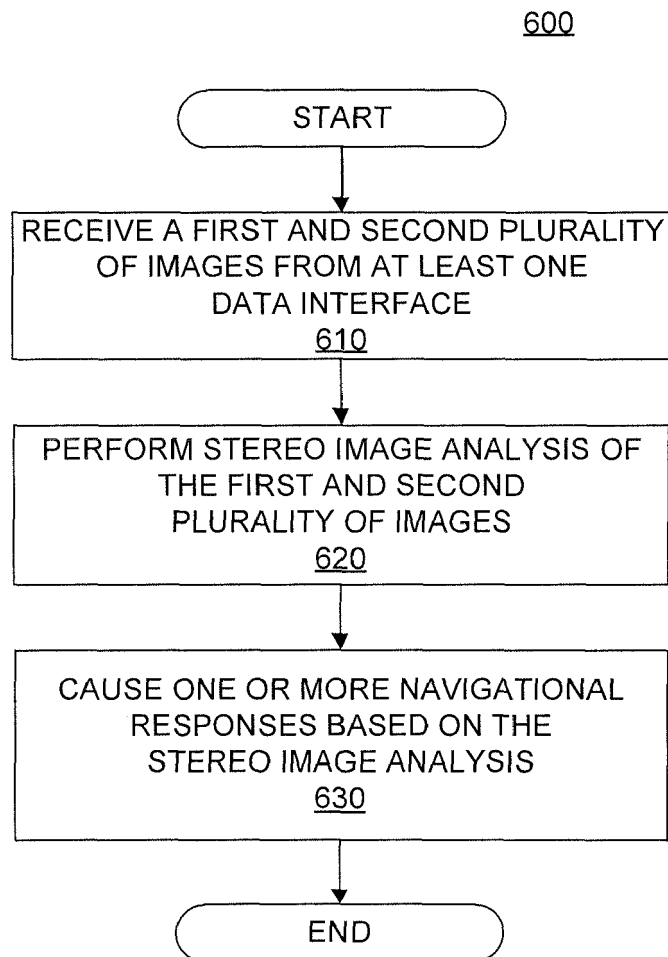 600
START
RECEIVE A FIRST AND SECOND PLURALITY
OF IMAGES FROM AT LEAST ONE
DATA INTERFACE
610
PERFORM STEREO IMAGE ANALYSIS OF
THE FIRST AND SECOND
PLURALITY OF IMAGES
620
CAUSE ONE OR MORE NAVIGATIONAL
RESPONSES BASED ON THE
STEREO IMAGE ANALYSIS
630
END